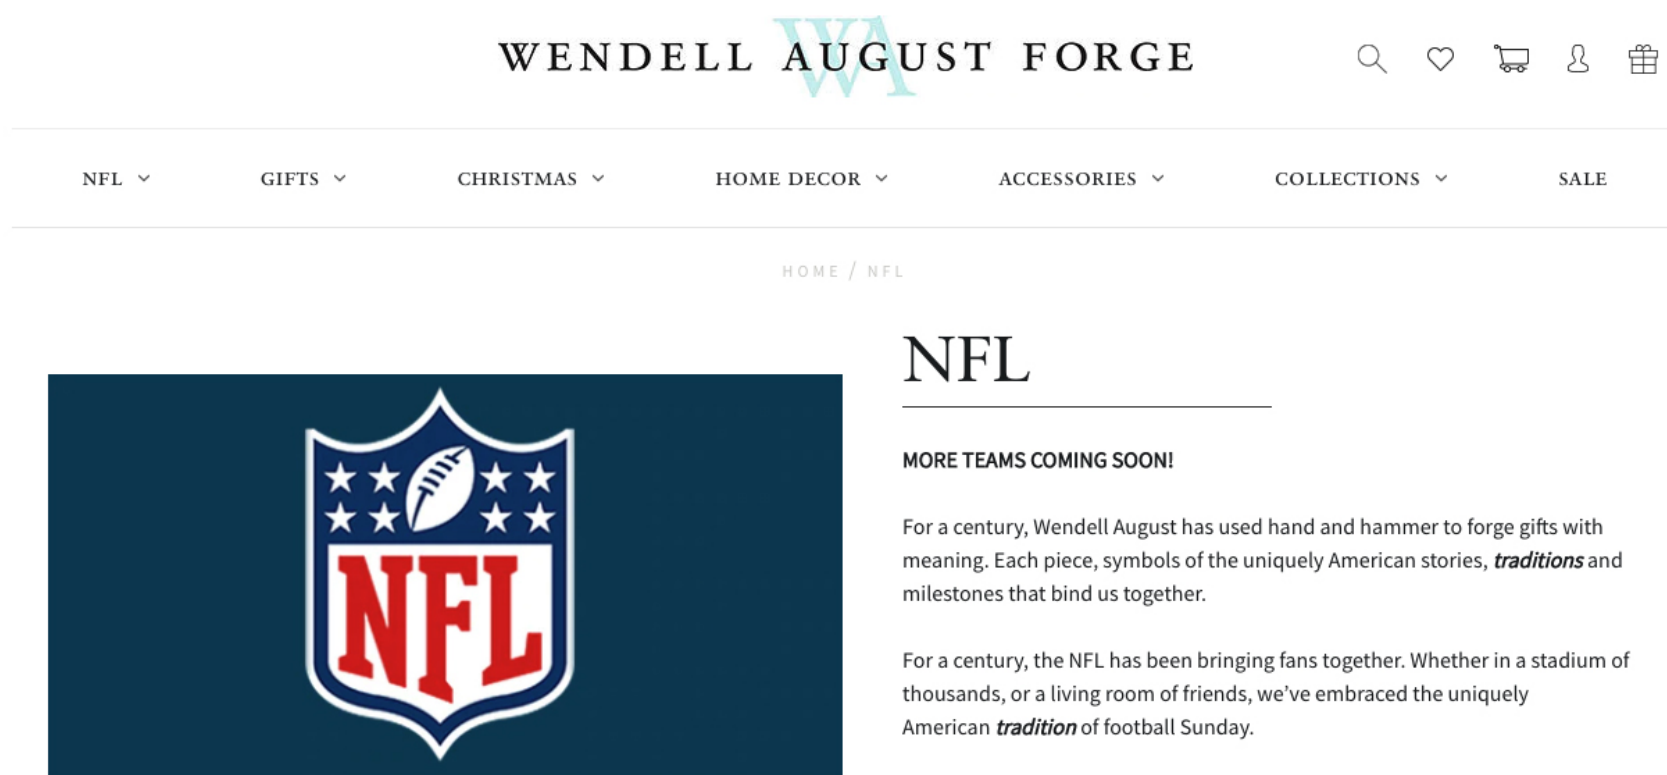 WENDELL AUGUST FORGE
WA
NFL
GIFTS
CHRISTMAS
HOME DECOR
ACCESSORIES
COLLECTIONS
SALE
HOME / NFL
NFL
NFL
MORE TEAMS COMING SOON!
For a century, Wendell August has used hand and hammer to forge gifts with
meaning. Each piece, symbols of the uniquely American stories, traditions and
milestones that bind us together.
For a century, the NFL has been bringing fans together. Whether in a stadium of
thousands, or a living room of friends, we’ve embraced the uniquely
American tradition of football Sunday.